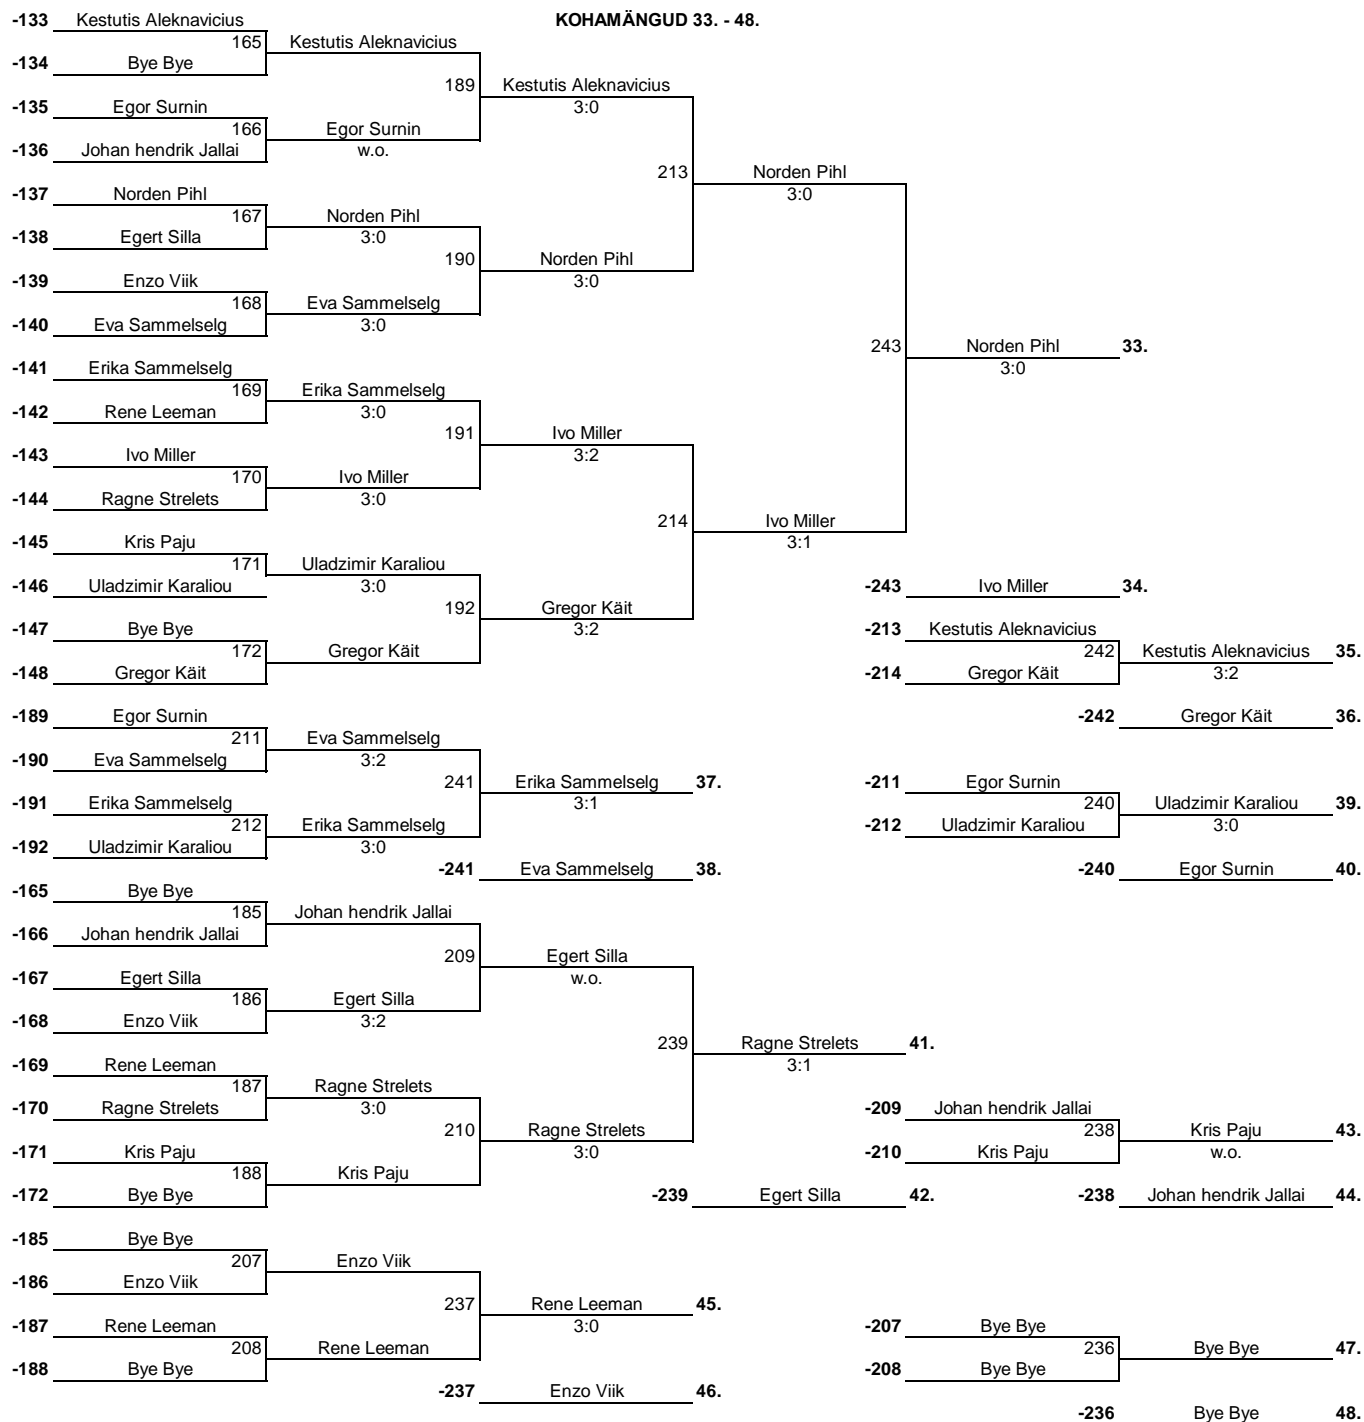 -133 Kestutis Aleknavicius KOHAMÄNGUD 33. - 48.
165 Kestutis Aleknavicius
-134 Bye Bye
189 Kestutis Aleknavicius
-135 Egor Surnin 3:0
166 Egor Surnin
-136 Johan hendrik Jallai w.o.
213 Norden Pihl
-137 Norden Pihl 3:0
167 Norden Pihl
-138 Egert Silla 3:0
190 Norden Pihl
-139 Enzo Viik 3:0
168 Eva Sammelselg
-140 Eva Sammelselg 3:0
243 Norden Pihl 33.
-141 Erika Sammelselg 3:0
169 Erika Sammelselg
-142 Rene Leeman 3:0
191 Ivo Miller
-143 Ivo Miller 3:2
170 Ivo Miller
-144 Ragne Strelets 3:0
214 Ivo Miller
-145 Kris Paju 3:1
171 Uladzimir Karaliou
-146 Uladzimir Karaliou 3:0 -243 Ivo Miller 34.
192 Gregor Käit
-147 Bye Bye 3:2 -213 Kestutis Aleknavicius
172 Gregor Käit 242 Kestutis Aleknavicius 35.
-148 Gregor Käit -214 Gregor Käit 3:2
-189 Egor Surnin -242 Gregor Käit 36.
211 Eva Sammelselg
-190 Eva Sammelselg 3:2
241 Erika Sammelselg 37. -211 Egor Surnin
-191 Erika Sammelselg 3:1 240 Uladzimir Karaliou 39.
212 Erika Sammelselg -212 Uladzimir Karaliou 3:0
-192 Uladzimir Karaliou 3:0
-241 Eva Sammelselg 38. -240 Egor Surnin 40.
-165 Bye Bye
185 Johan hendrik Jallai
-166 Johan hendrik Jallai
209 Egert Silla
-167 Egert Silla w.o.
186 Egert Silla
-168 Enzo Viik 3:2
239 Ragne Strelets 41.
-169 Rene Leeman 3:1
187 Ragne Strelets
-170 Ragne Strelets 3:0 -209 Johan hendrik Jallai
210 Ragne Strelets 238 Kris Paju 43.
-171 Kris Paju 3:0 -210 Kris Paju w.o.
188 Kris Paju
-172 Bye Bye -239 Egert Silla 42. -238 Johan hendrik Jallai 44.
-185 Bye Bye
207 Enzo Viik
-186 Enzo Viik
237 Rene Leeman 45.
-187 Rene Leeman 3:0 -207 Bye Bye
208 Rene Leeman 236 Bye Bye 47.
-188 Bye Bye -208 Bye Bye
-237 Enzo Viik 46.
-236 Bye Bye 48.